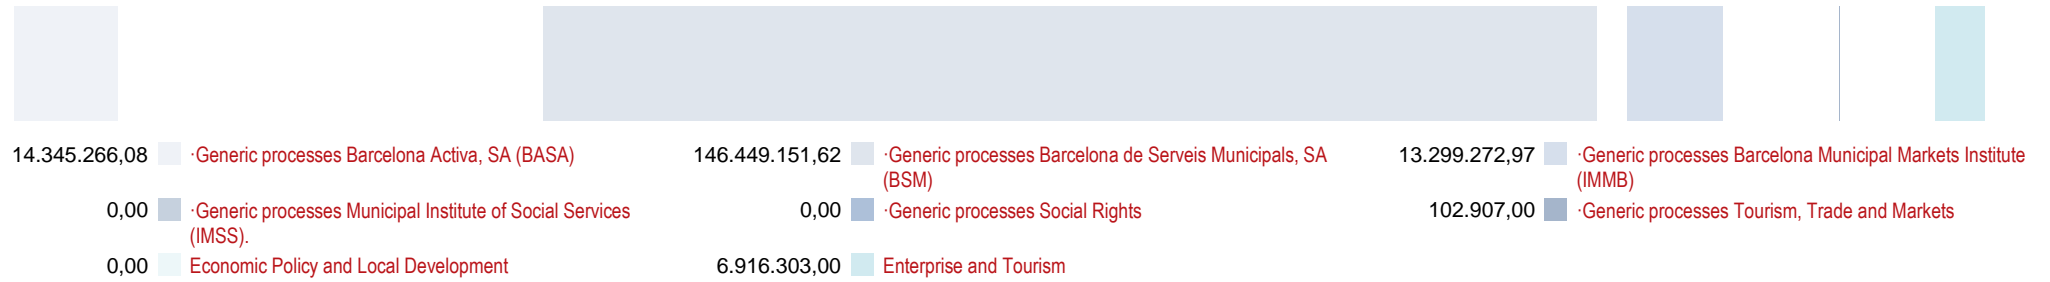 14.345.266,08 ·Generic processes Barcelona Activa, SA (BASA)
146.449.151,62 ·Generic processes Barcelona de Serveis Municipals, SA
(BSM)
13.299.272,97 ·Generic processes Barcelona Municipal Markets Institute
(IMMB)
0,00 ·Generic processes Municipal Institute of Social Services
(IMSS).
0,00 ·Generic processes Social Rights
102.907,00 ·Generic processes Tourism, Trade and Markets
0,00 Economic Policy and Local Development
6.916.303,00 Enterprise and Tourism